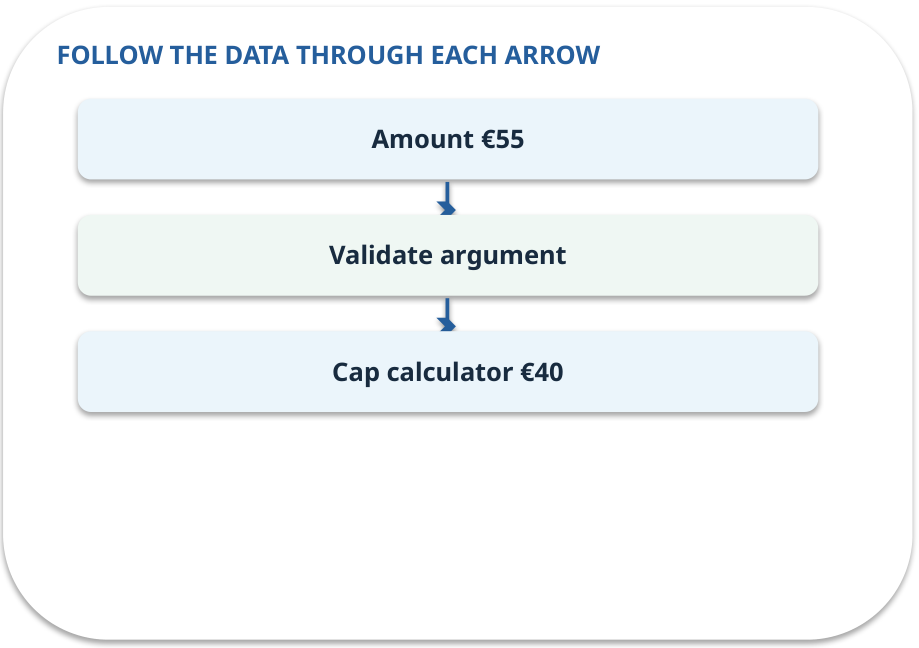 FOLLOW THE DATA THROUGH EACH ARROW
Amount €55
Validate argument
Cap calculator €40